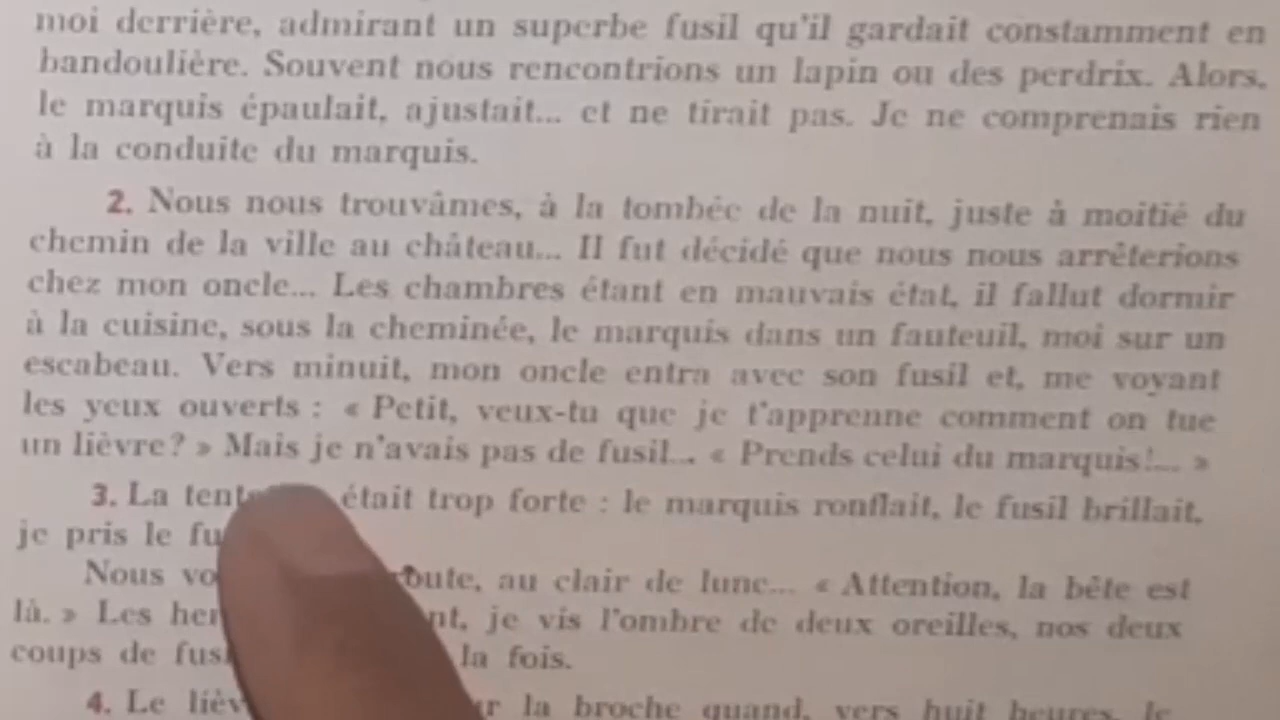 moi derrière, admirant un superbe fusil qu'il gardait constamment en
bandoulière. Souvent nous rencontrions un lapin ou des perdrix. Alors,
le marquis épaulait, ajustait... et ne tirait pas. Je ne comprenais rien
à la conduite du marquis.
2. Nous nous trouvâmes, à la tombée de la nuit, juste à moitié du
chemin de la ville au château... Il fut décidé que nous nous arrêterions
chez mon oncle... Les chambres étant en mauvais état, il fallut dormir
à la cuisine, sous la cheminée, le marquis dans un fauteuil, moi sur un
escabeau. Vers minuit, mon oncle entra avec son fusil et, me voyant
les yeux ouverts : « Petit, veux-tu que je t'apprenne comment on tue
un lièvre? » Mais je n'avais pas de fusil... « Prends celui du marquis!... »
3. La était trop forte : le marquis ronflait, le fusil brillait,
je pris le
Nous au clair de lune... « Attention, la bête est
là. » Les je vis l'ombre de deux oreilles, nos deux
coups de la fois.
4. Le la broche quand, vers huit heures, le